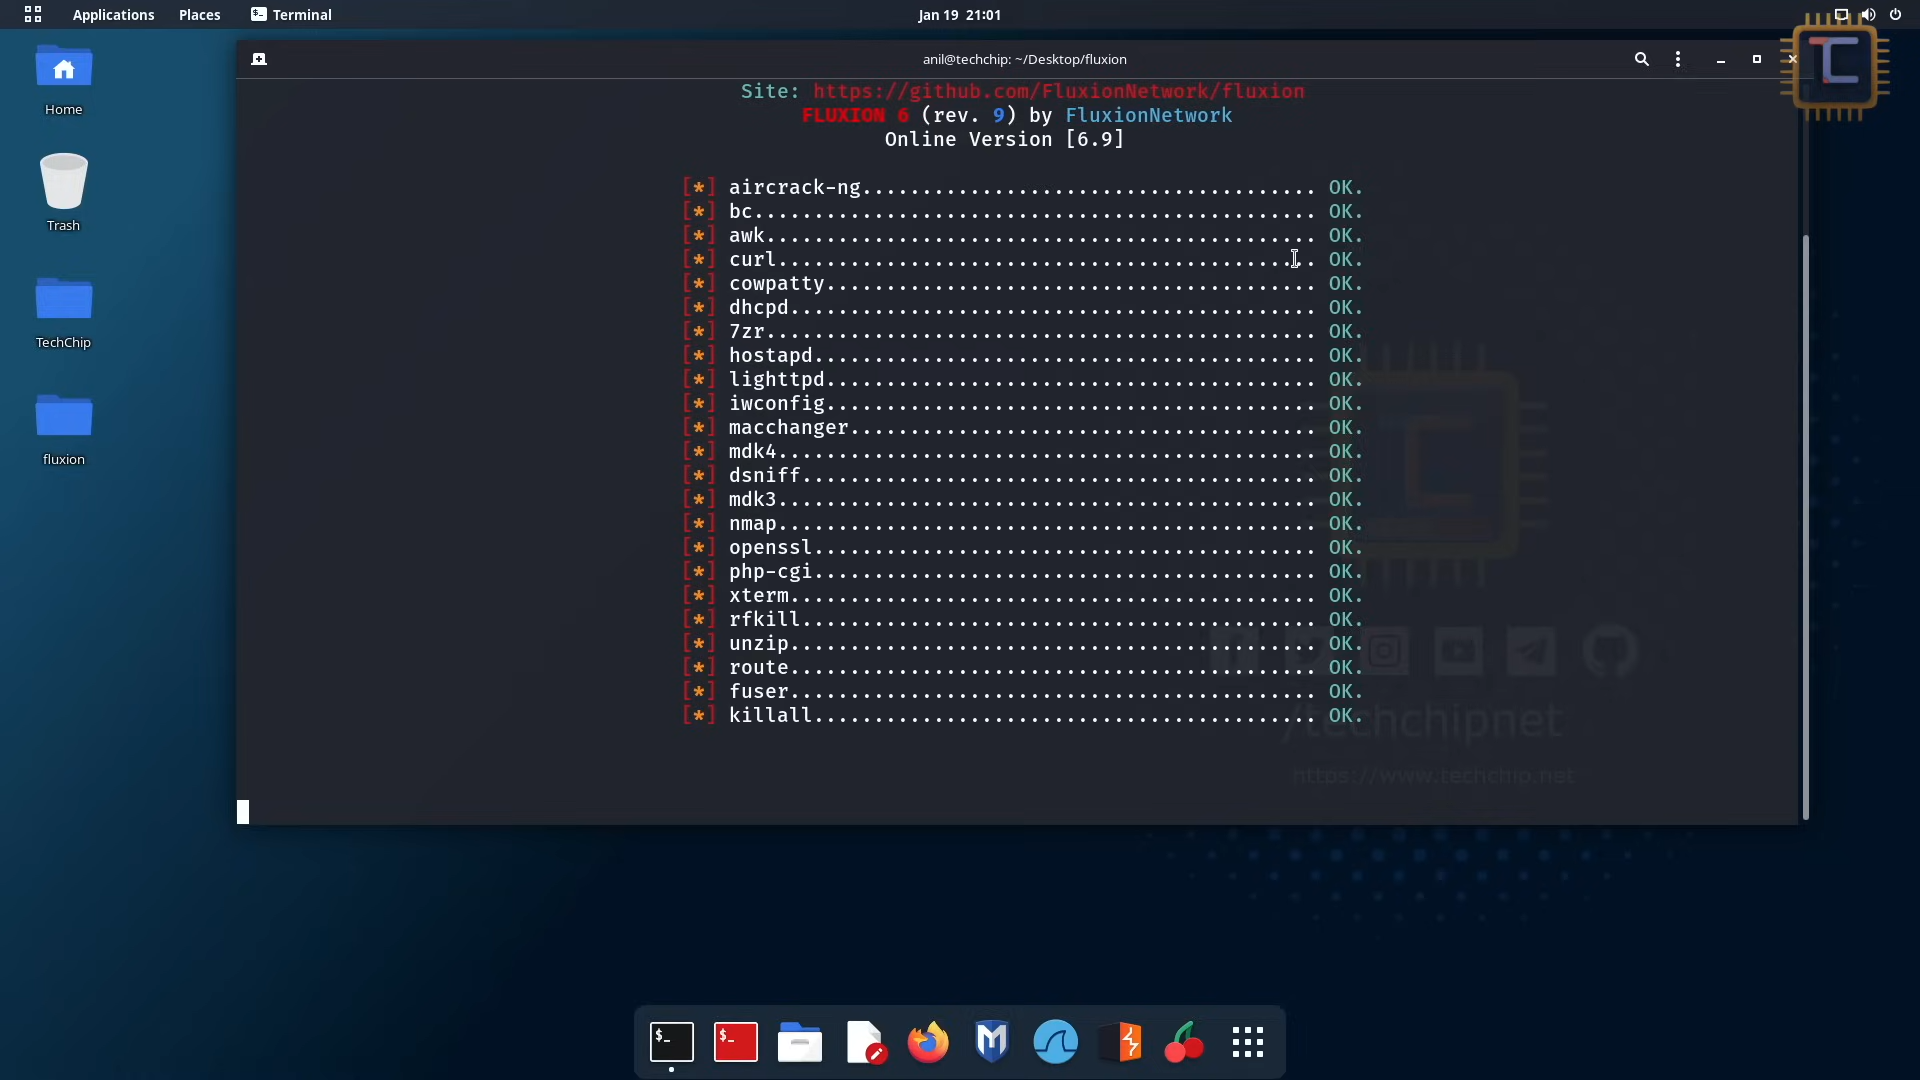 Applications Places Terminal Jan 19 21:01
anil@techchip: ~/Desktop/fluxion
Home
Trash
TechChip
fluxion
Site: https://github.com/FluxionNetwork/fluxion
FLUXION 6 (rev. 9) by FluxionNetwork
Online Version [6.9]
[*] aircrack-ng...................................... OK.
[*] bc............................................... OK.
[*] awk.............................................. OK.
[*] curl............................................. OK.
[*] cowpatty......................................... OK.
[*] dhcpd............................................ OK.
[*] 7zr.............................................. OK.
[*] hostapd.......................................... OK.
[*] lighttpd......................................... OK.
[*] iwconfig......................................... OK.
[*] macchanger....................................... OK.
[*] mdk4............................................. OK.
[*] dsniff........................................... OK.
[*] mdk3............................................. OK.
[*] nmap............................................. OK.
[*] openssl.......................................... OK.
[*] php-cgi.......................................... OK.
[*] xterm............................................ OK.
[*] rfkill........................................... OK.
[*] unzip............................................ OK.
[*] route............................................ OK.
[*] fuser............................................ OK.
[*] killall.......................................... OK.
/techchipnet
https://www.techchip.net